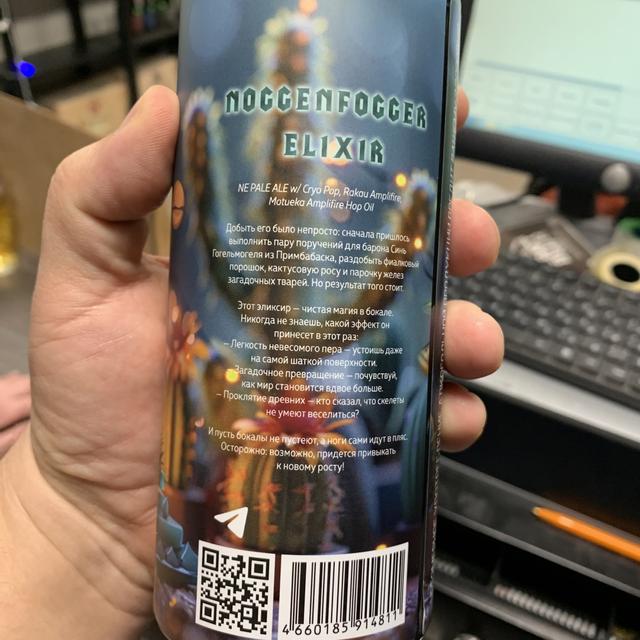 NOGGENFOGGER
ELIXIR
NE PALE ALE w/ Cryo Pop, Rakau Amplifire,
Motueka Amplifire Hop Oil
Добыть его было непросто: сначала пришлось
выполнить пару поручений для барона Синь
Гогельмогеля из Примбабаска, раздобыть фиалковый
порошок, кактусовую росу и парочку желез
загадочных тварей. Но результат того стоит.
Этот эликсир — чистая магия в бокале.
Никогда не знаешь, какой эффект он
принесет в этот раз:
— Легкость невесомого пера — устоишь даже
на самой шаткой поверхности.
— Загадочное превращение — почувствуй,
как мир становится вдвое больше.
— Проклятие древних — кто сказал, что скелеты
не умеют веселиться?
И пусть бокалы не пустеют, а ноги сами идут в пляс.
Осторожно: возможно, придется привыкать
к новому росту!
4 660185 914811